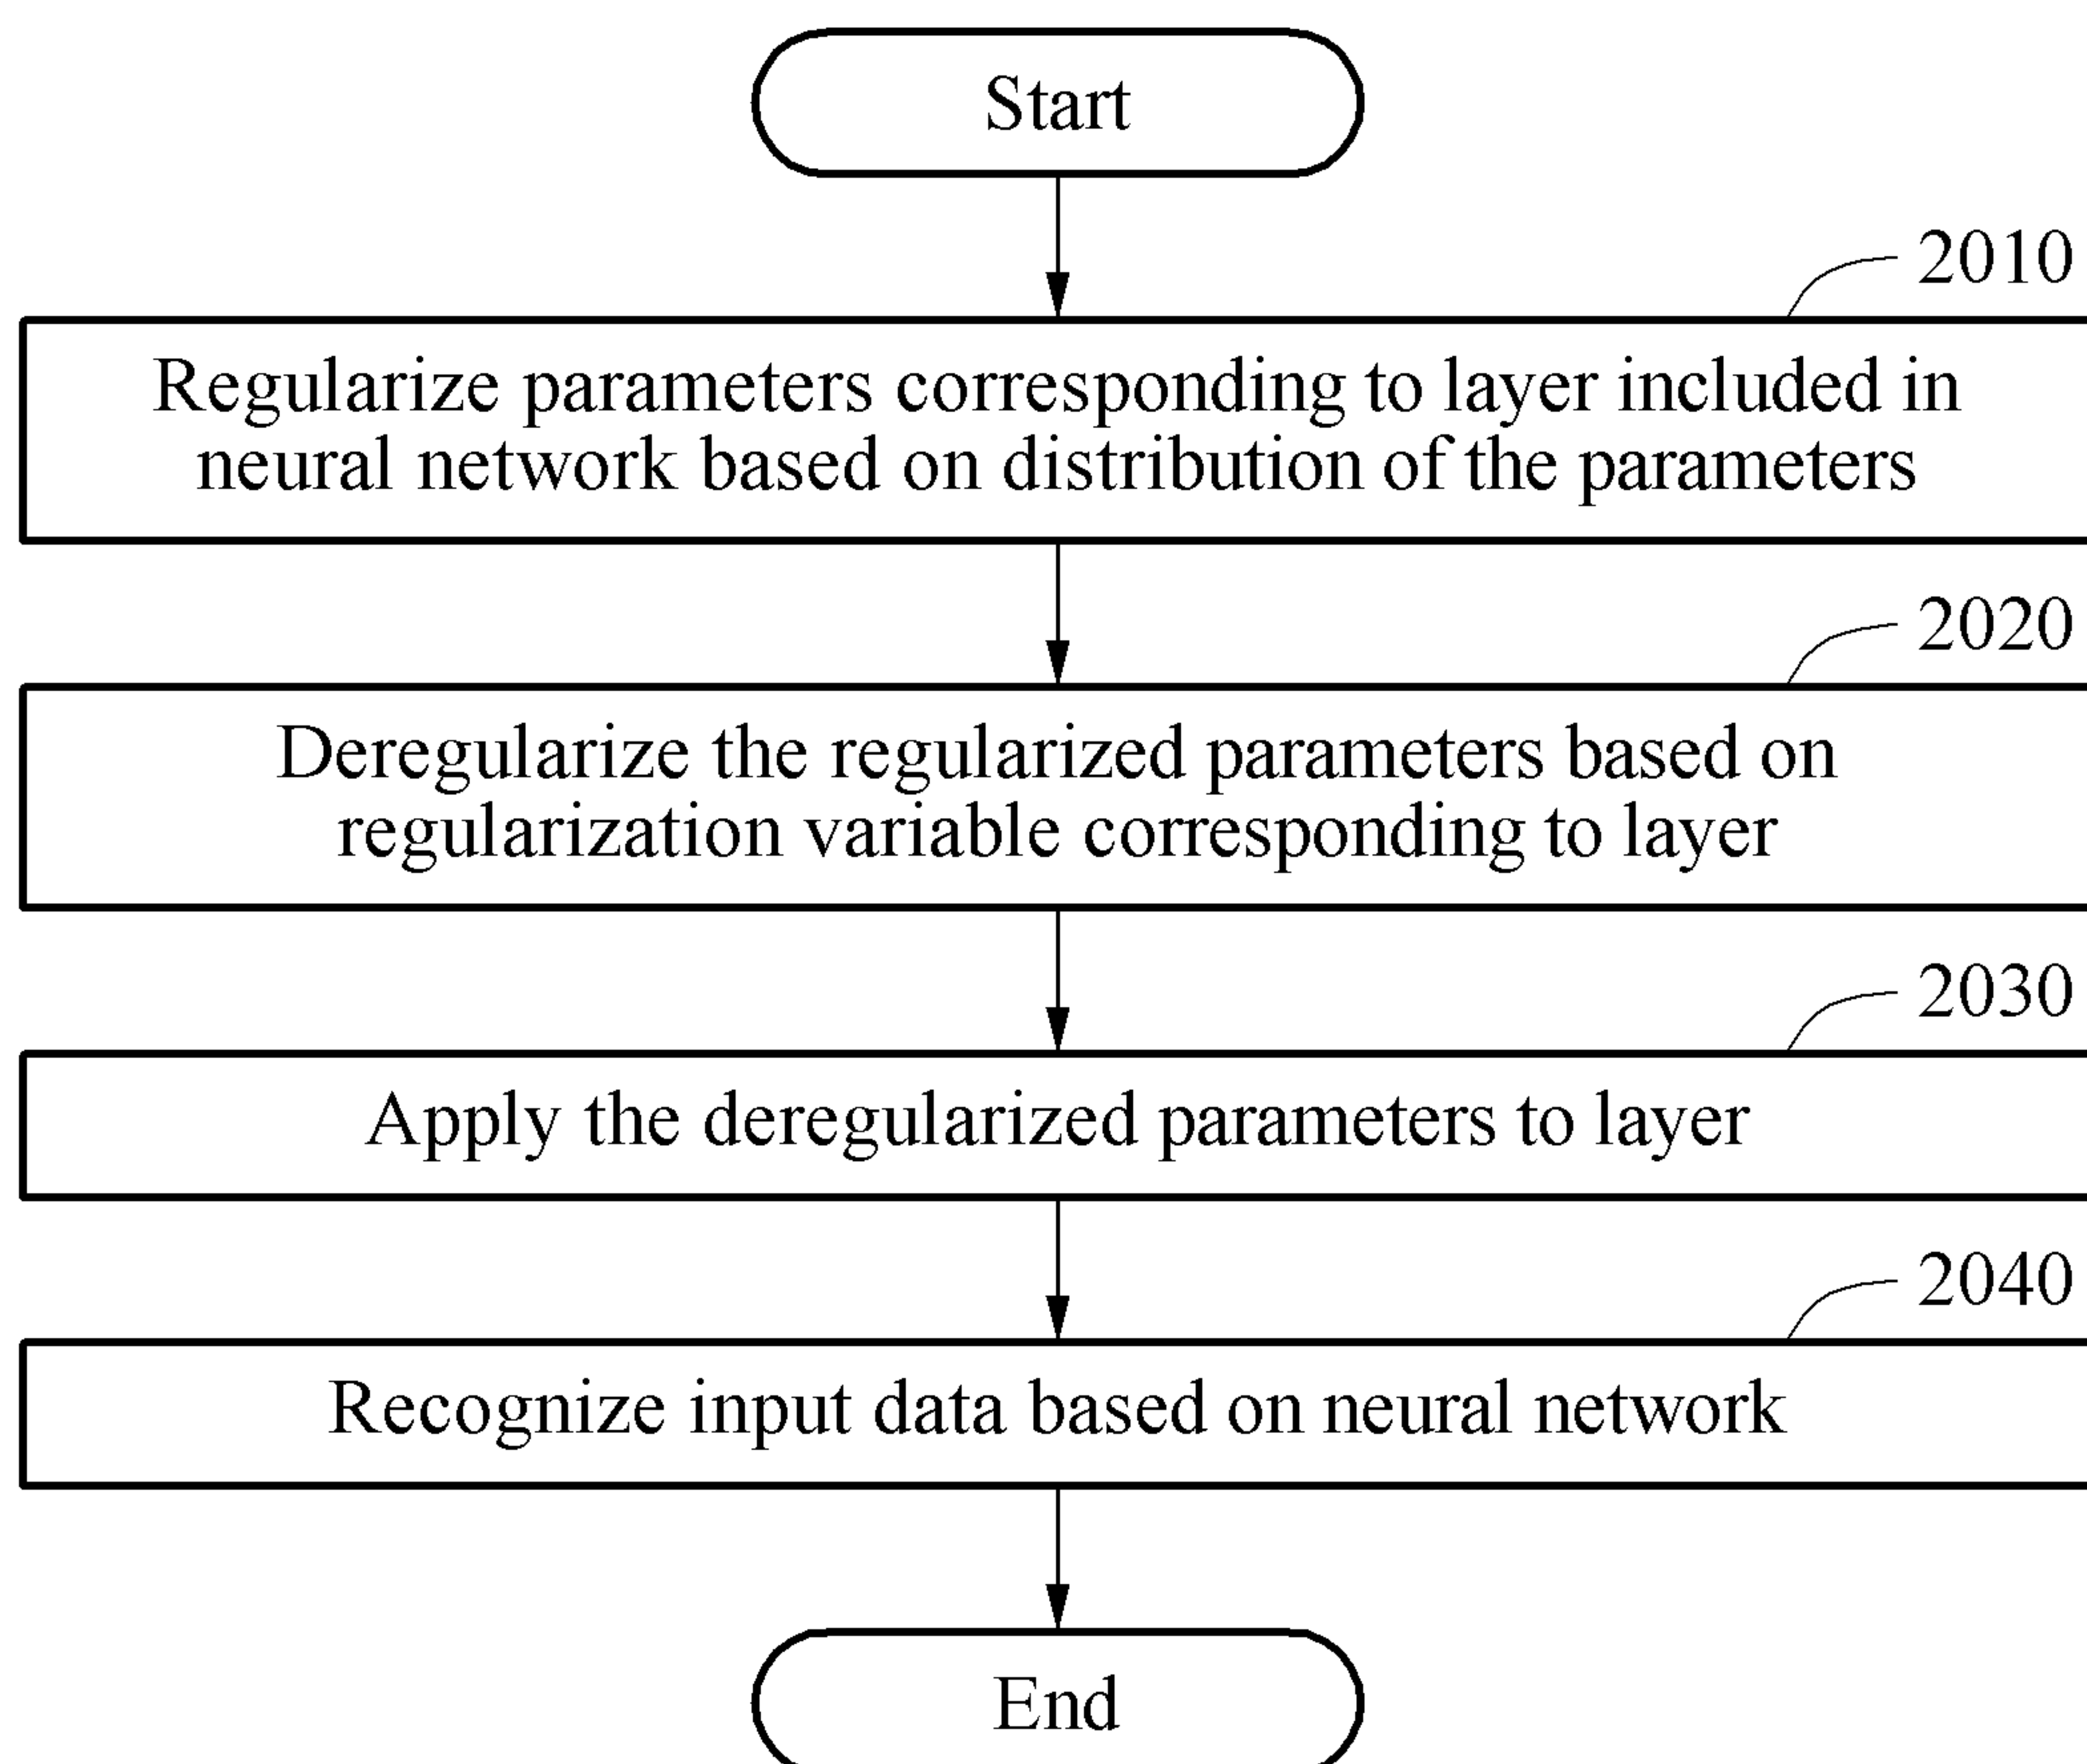 Start
2010
Regularize parameters corresponding to layer included in
neural network based on distribution of the parameters
2020
Deregularize the regularized parameters based on
regularization variable corresponding to layer
2030
Apply the deregularized parameters to layer
2040
Recognize input data based on neural network
End